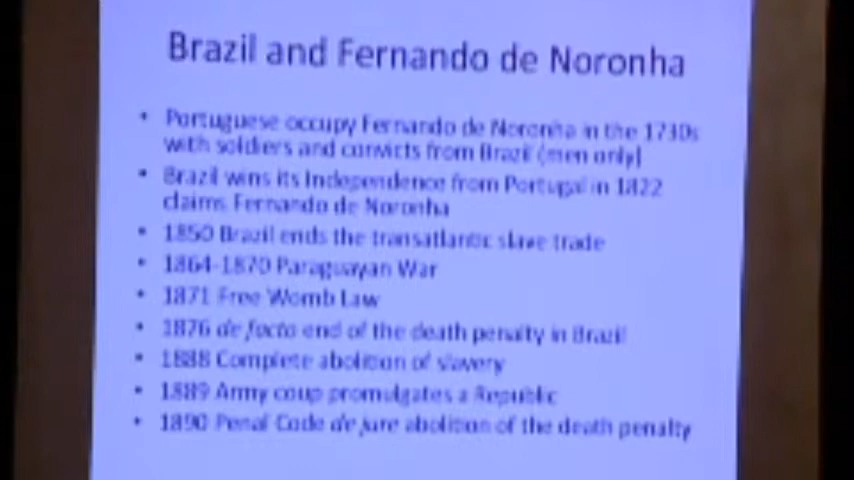 Brazil and Fernando de Noronha
• Portuguese occupy Fernando de Noronha in the 1730s
with soldiers and convicts from Brazil (men only)
• Brazil wins its Independence from Portugal in 1822
claims Fernando de Noronha
• 1850 Brazil ends the transatlantic slave trade
• 1864-1870 Paraguayan War
• 1871 Free Womb Law
• 1876 de facto end of the death penalty in Brazil
• 1888 Complete abolition of slavery
• 1889 Army coup promulgates a Republic
• 1890 Penal Code de jure abolition of the death penalty